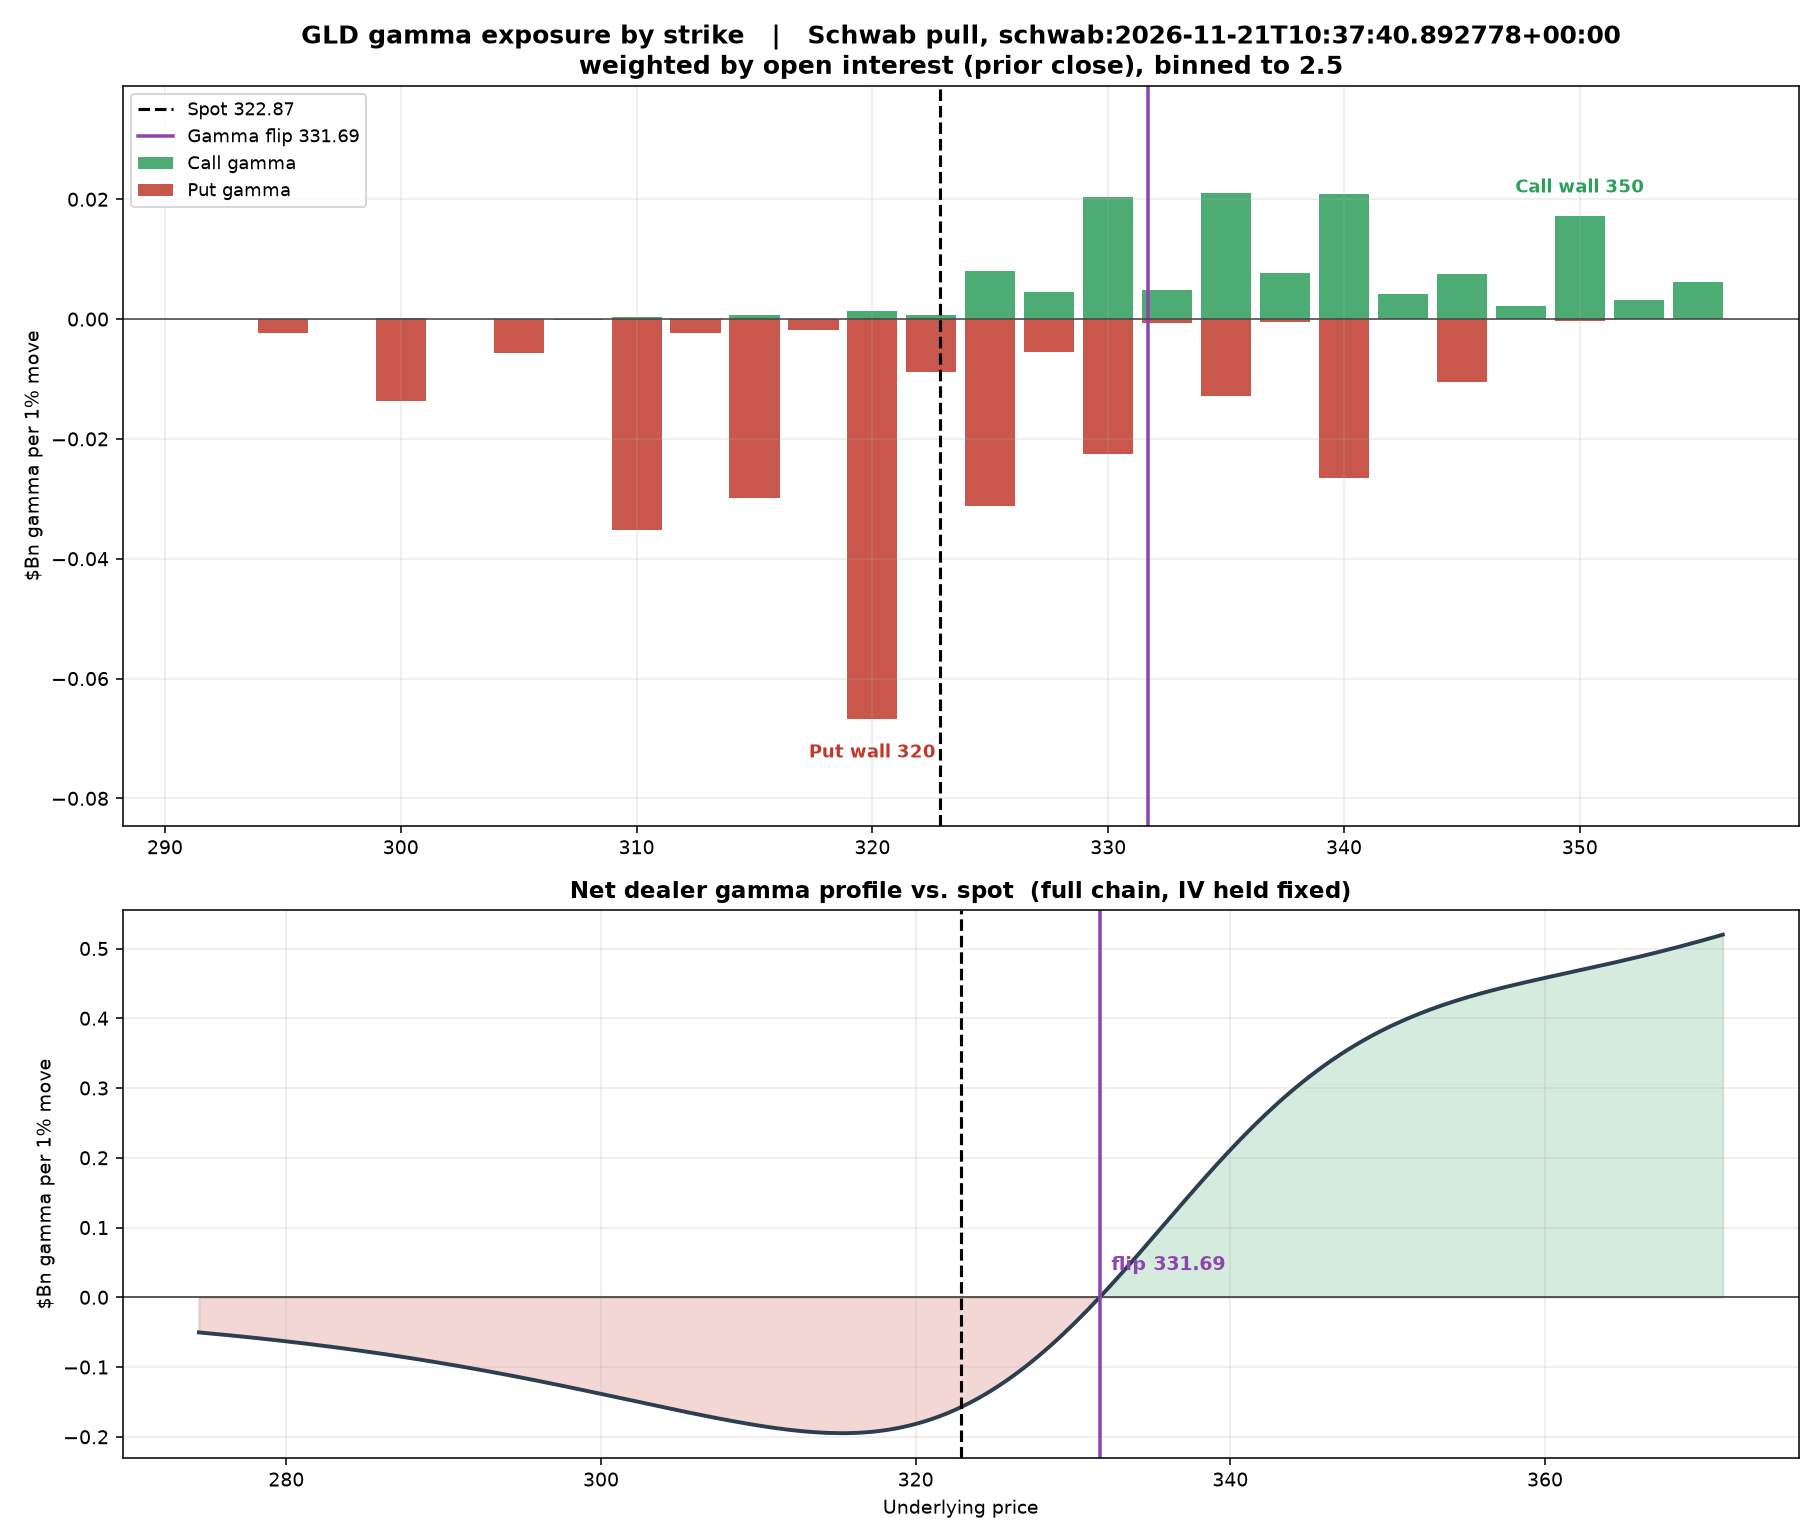 GLD gamma exposure by strike | Schwab pull, schwab:2026-11-21T10:37:40.892778+00:00
weighted by open interest (prior close), binned to 2.5
Spot 322.87
Gamma flip 331.69
Call gamma
Put gamma
Call wall 350
Put wall 320
$Bn gamma per 1% move
0.02
0.00
−0.02
−0.04
−0.06
−0.08
290 300 310 320 330 340 350
Net dealer gamma profile vs. spot (full chain, IV held fixed)
flip 331.69
$Bn gamma per 1% move
0.5
0.4
0.3
0.2
0.1
0.0
−0.1
−0.2
280 300 320 340 360
Underlying price